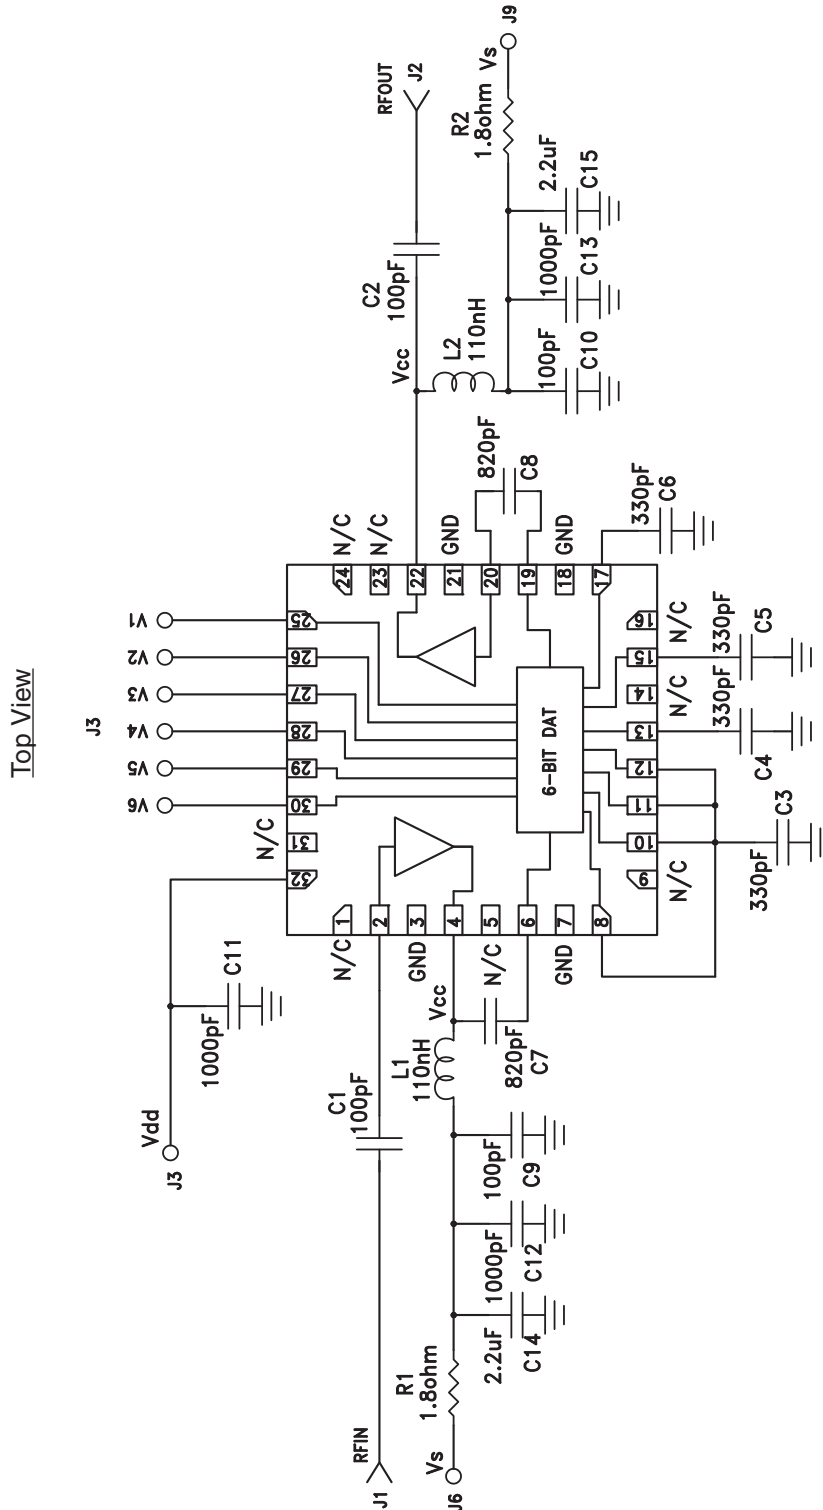 Top View
J9
Vs
R2
1.8ohm
RFOUT
J2
2.2uF
C15
1000pF
C13
100pF
C10
C2
100pF
Vcc
L2
110nH
820pF
C8
330pF
C6
24
N/C
23
N/C
22
21
GND
20
19
18
GND
17
J3
V1
V2
V3
V4
V5
V6
25
26
27
28
29
30
31
N/C
32
6-BIT DAT
16
N/C
15
14
N/C
13
12
11
10
9
N/C
330pF
C5
330pF
C4
330pF
C3
1
N/C
2
3
GND
4
5
N/C
6
7
GND
8
1000pF
C11
Vdd
J3
Vcc
L1
110nH
820pF
C7
C1
100pF
100pF
C9
1000pF
C12
2.2uF
C14
R1
1.8ohm
RFIN
J1
Vs
J6